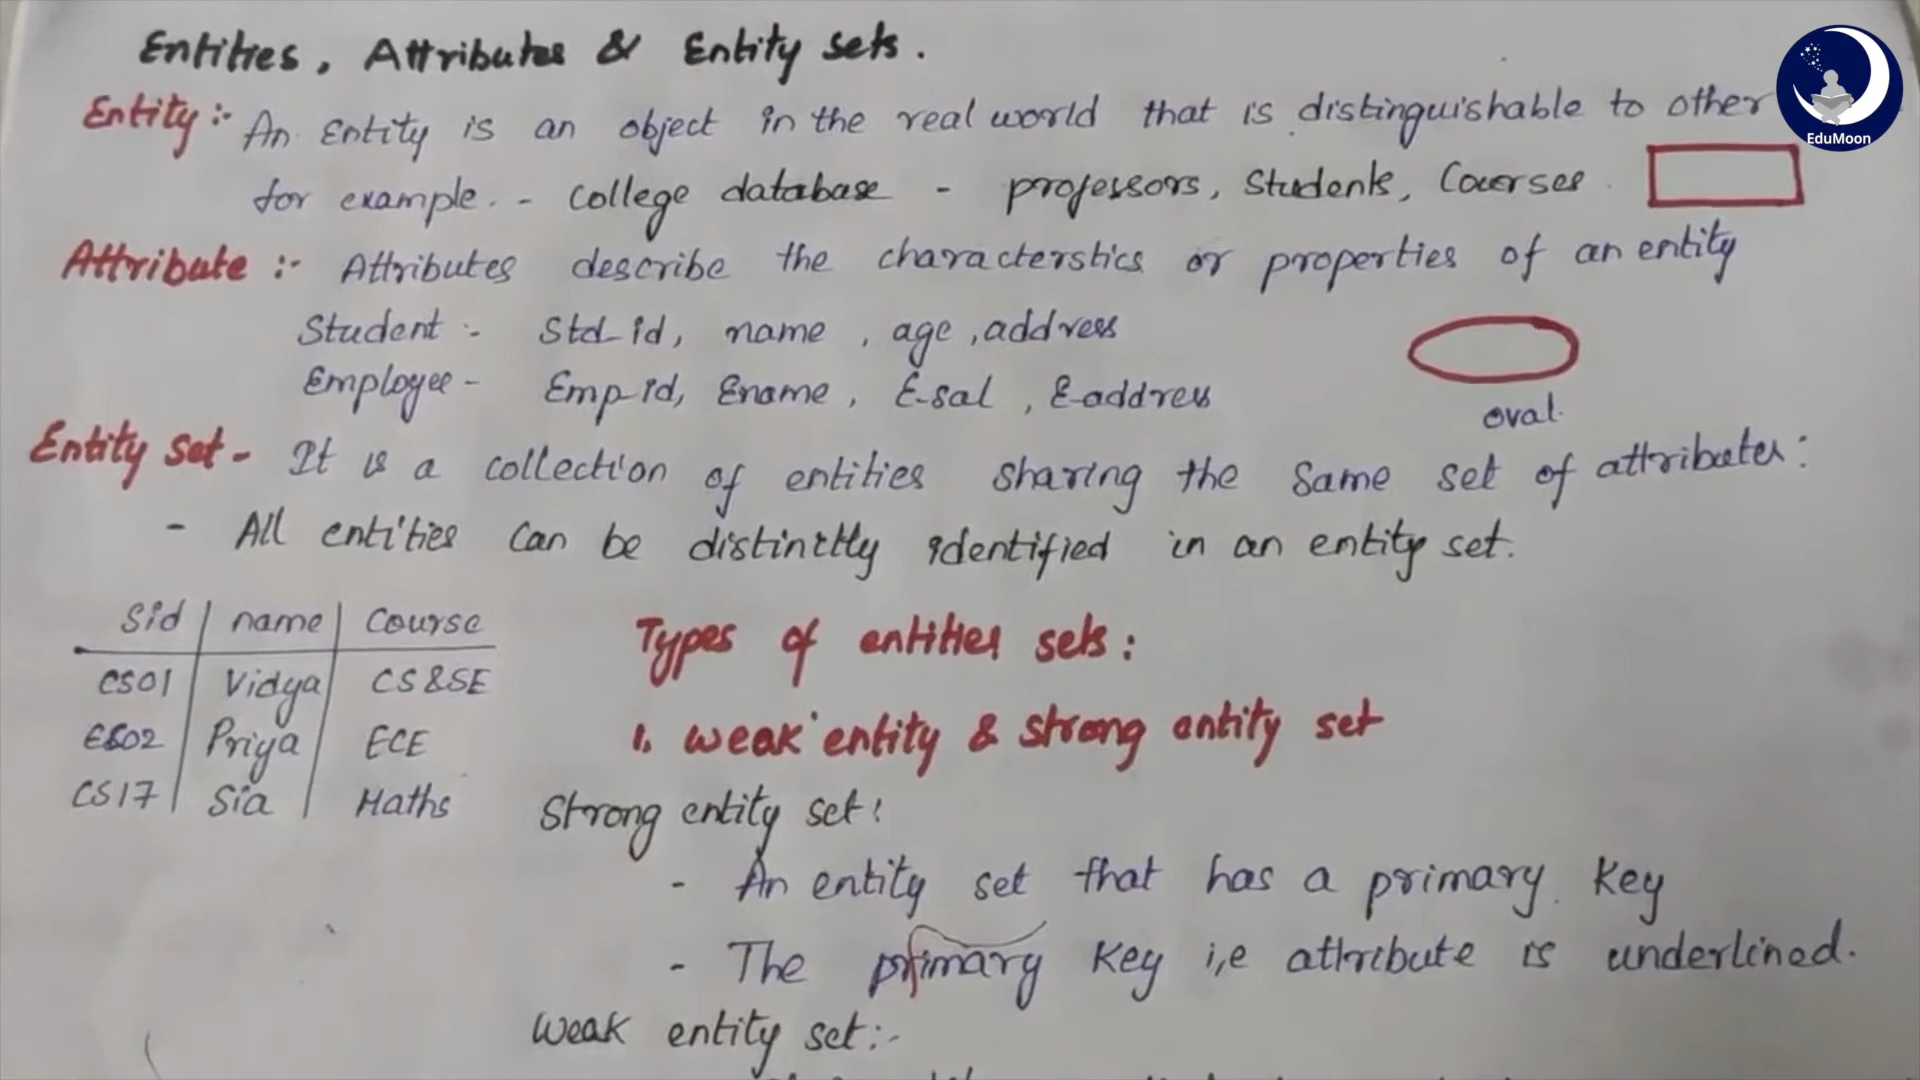 Entities, Attributes & Entity sets.
Entity :- An Entity is an object in the real world that is distinguishable to other
for example. - College database - professors, Students, Courses.
Attribute :- Attributes describe the characterstics or properties of an entity
Student :- Std-id, name, age, address
Employee - Emp-id, Ename, E-sal, E-address
oval.
Entity set - It is a collection of entities sharing the same set of attributes:
- All entities can be distinctly identified in an entity set.
Sid | name | Course
CS01 | Vidya | CS&SE
ES02 | Priya | ECE
CS17 | Sia | Maths
Types of entities sets:
1. weak entity & strong entity set
Strong entity set:
- An entity set that has a primary key
- The primary key i,e attribute is underlined.
Weak entity set:-
EduMoon